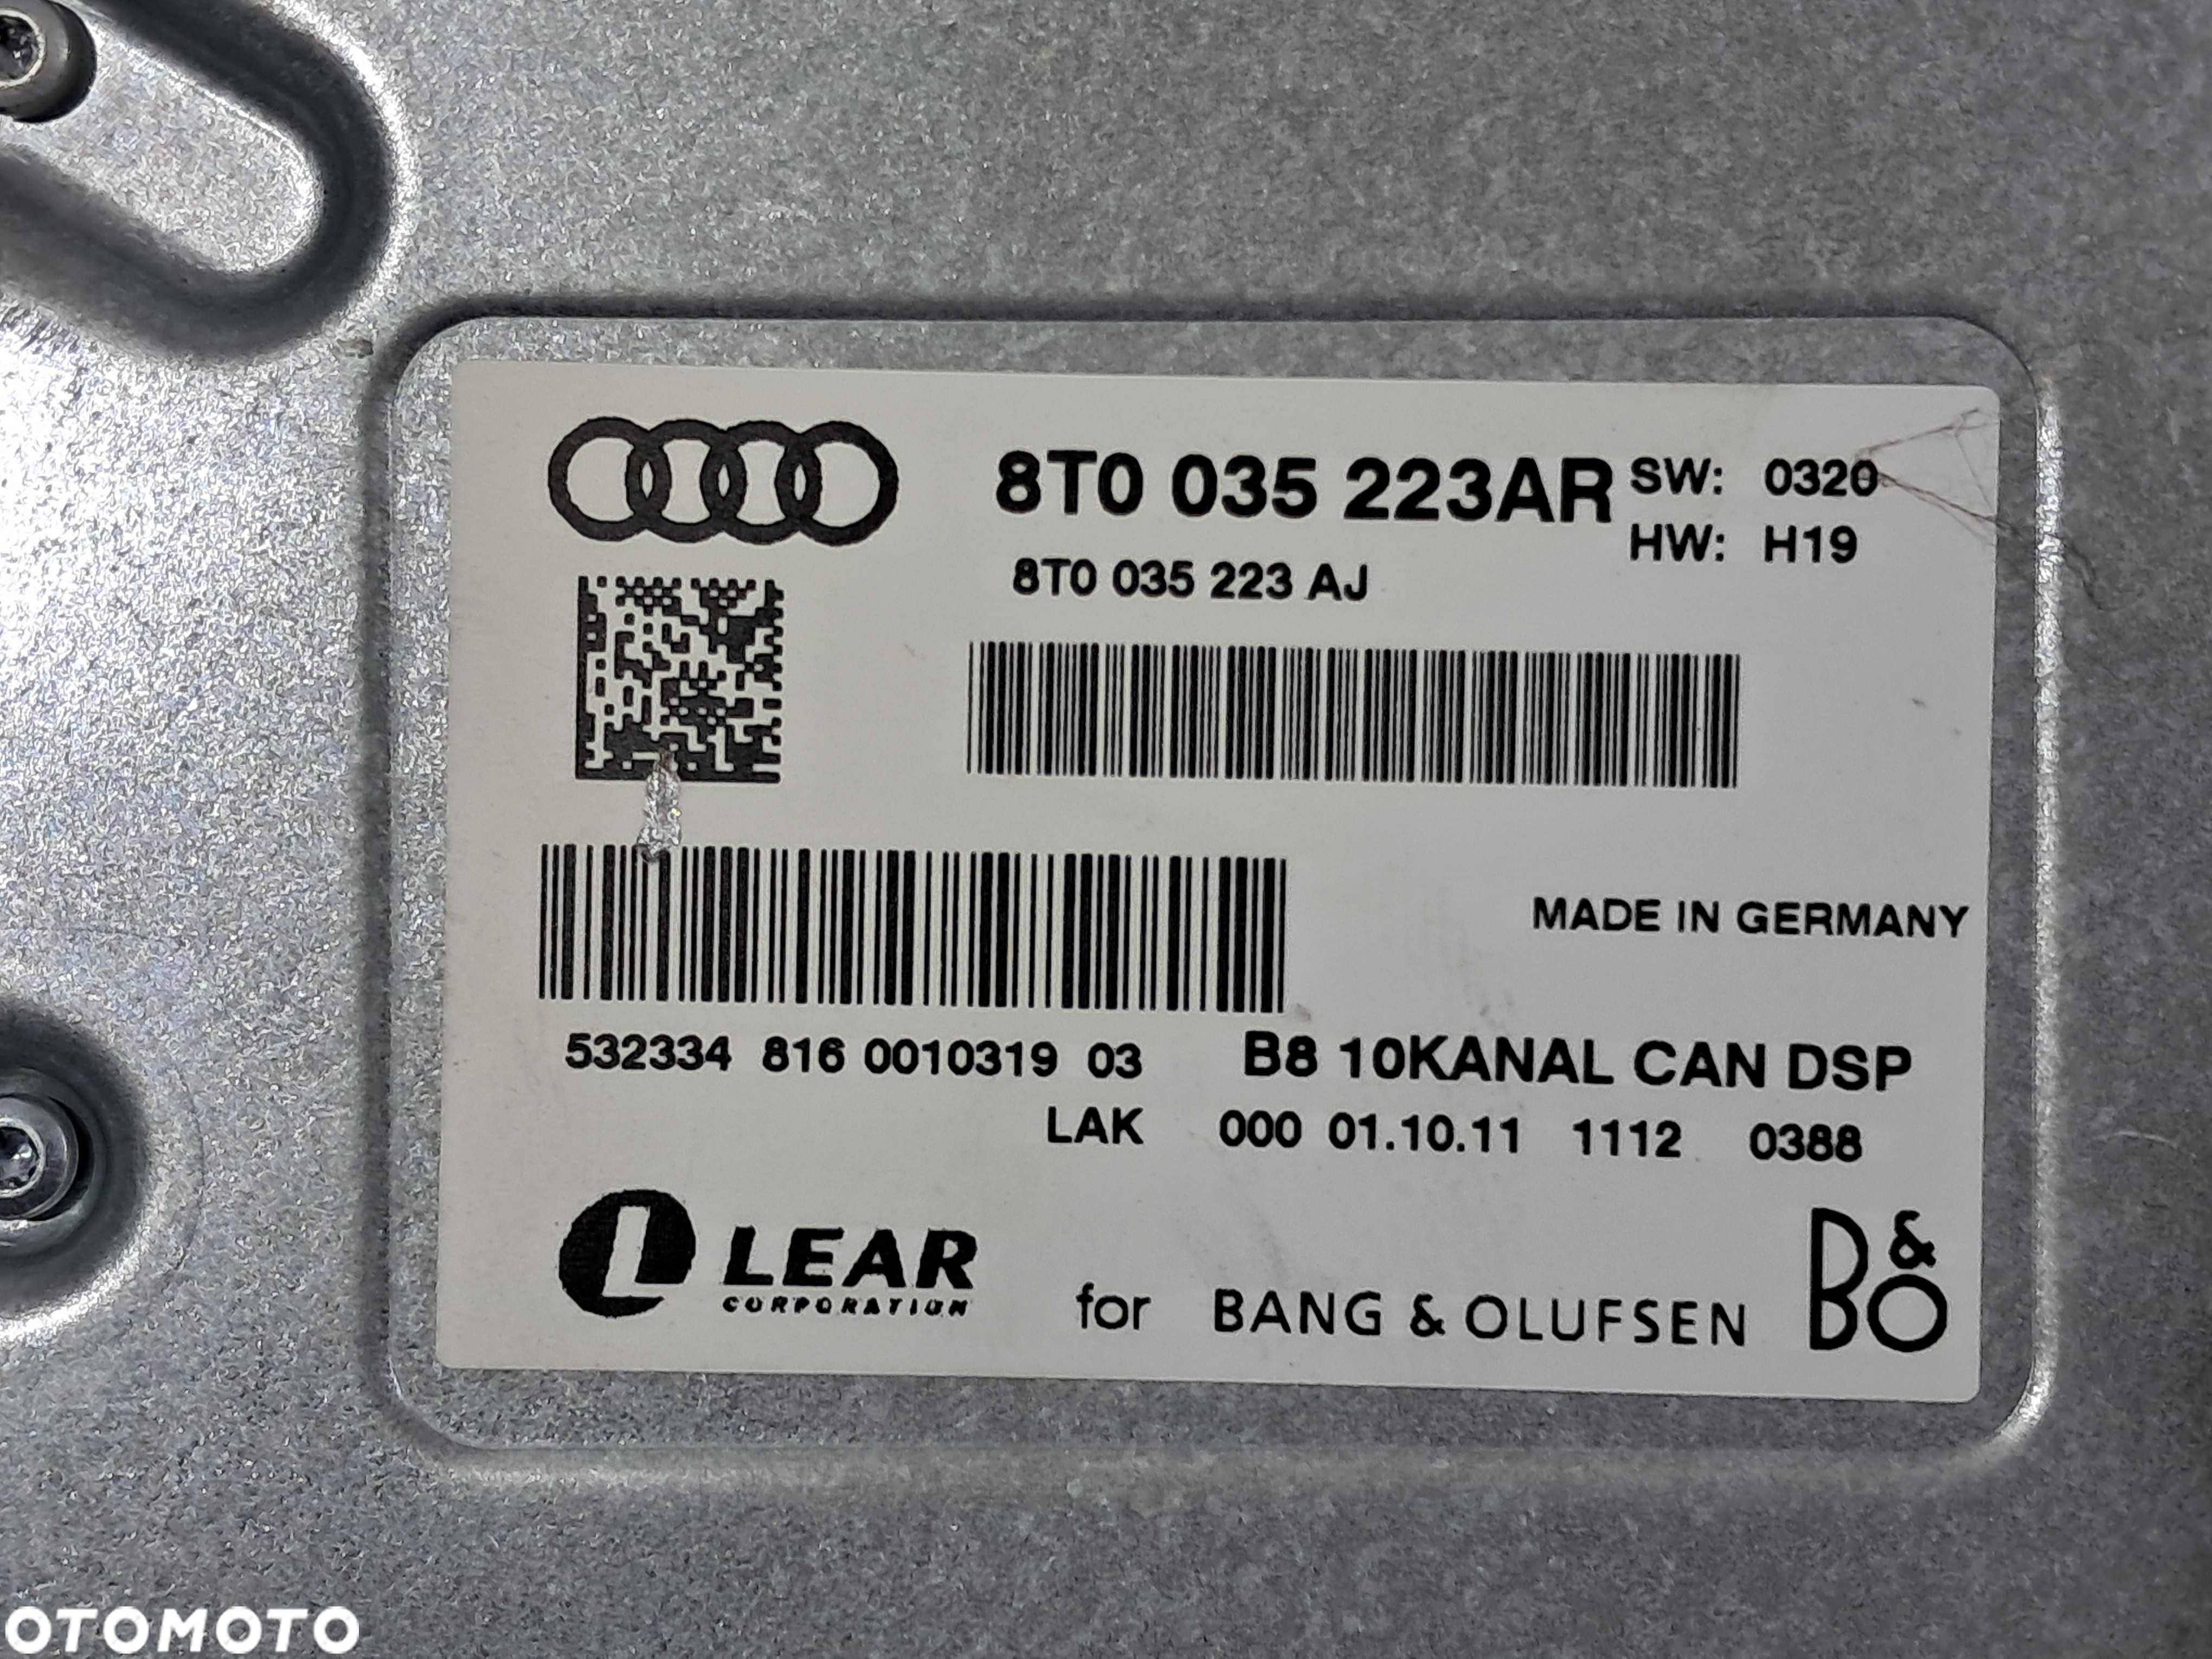 8T0 035 223AR SW: 0320
HW: H19
8T0 035 223 AJ
MADE IN GERMANY
532334 816 0010319 03 B8 10KANAL CAN DSP
LAK 000 01.10.11 1112 0388
L LEAR
CORPORATION
for BANG & OLUFSEN B&O
OTOMOTO